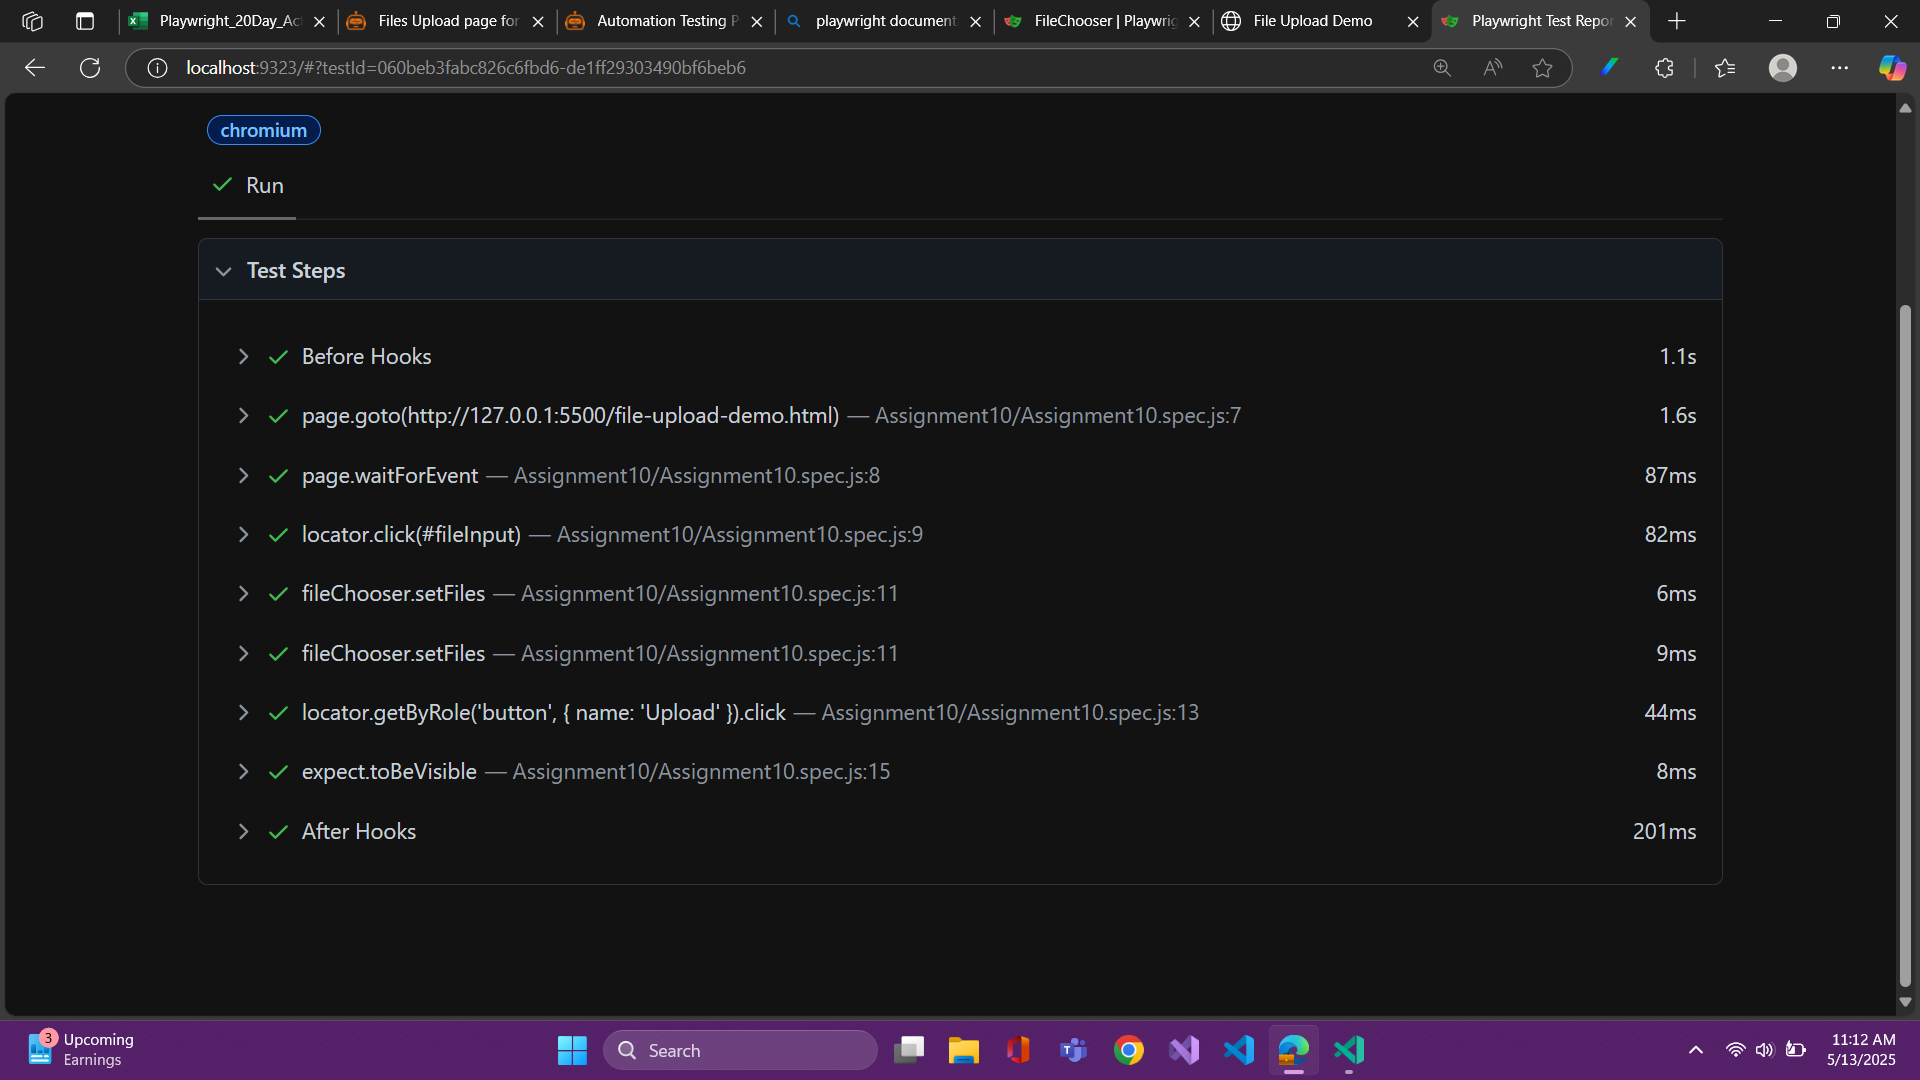 Playwright_20Day_Ac
Files Upload page for
Automation Testing P
playwright document
FileChooser | Playwrig
File Upload Demo
Playwright Test Repor
localhost:9323/#?testId=060beb3fabc826c6fbd6-de1ff29303490bf6beb6
chromium
Run
Test Steps
Before Hooks 1.1s
page.goto(http://127.0.0.1:5500/file-upload-demo.html) — Assignment10/Assignment10.spec.js:7 1.6s
page.waitForEvent — Assignment10/Assignment10.spec.js:8 87ms
locator.click(#fileInput) — Assignment10/Assignment10.spec.js:9 82ms
fileChooser.setFiles — Assignment10/Assignment10.spec.js:11 6ms
fileChooser.setFiles — Assignment10/Assignment10.spec.js:11 9ms
locator.getByRole('button', { name: 'Upload' }).click — Assignment10/Assignment10.spec.js:13 44ms
expect.toBeVisible — Assignment10/Assignment10.spec.js:15 8ms
After Hooks 201ms
3
Upcoming
Earnings
Search
11:12 AM
5/13/2025